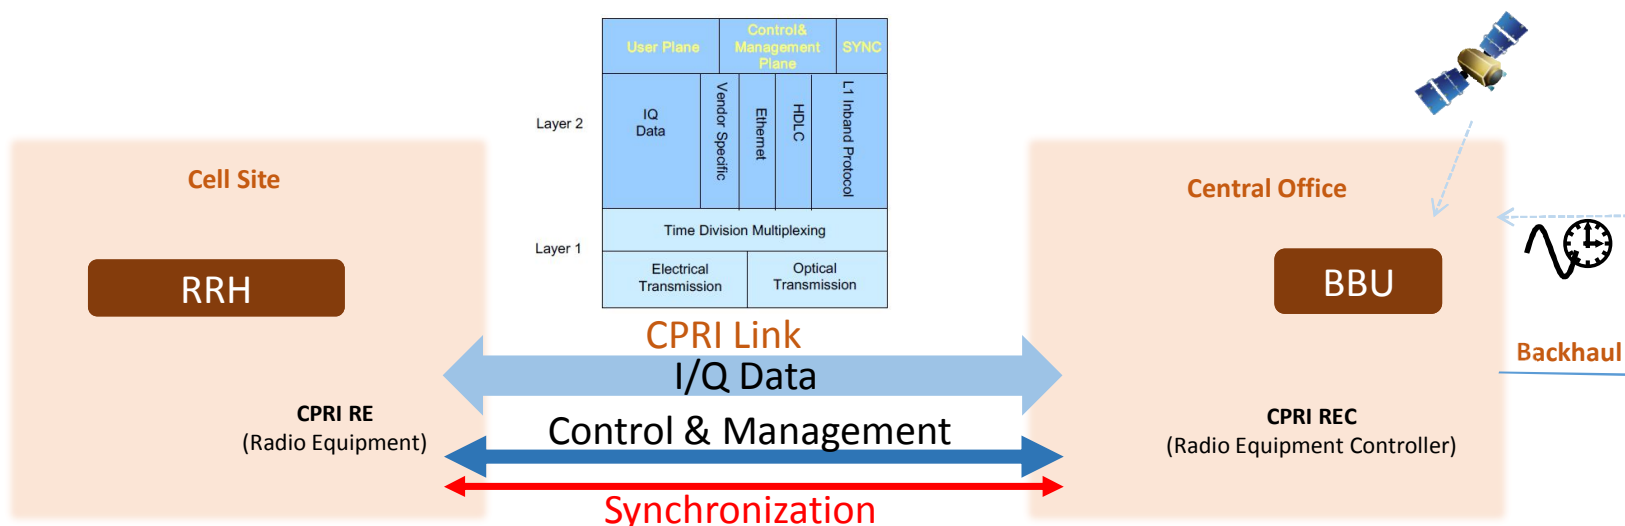 User Plane
Control&
Management
Plane
SYNC
Layer 2
IQ
Data
Vendor Specific
Ethernet
HDLC
L1 Inband Protocol
Time Division Multiplexing
Layer 1
Electrical
Transmission
Optical
Transmission
Cell Site
RRH
CPRI RE
(Radio Equipment)
CPRI Link
I/Q Data
Control & Management
Synchronization
Central Office
BBU
CPRI REC
(Radio Equipment Controller)
Backhaul